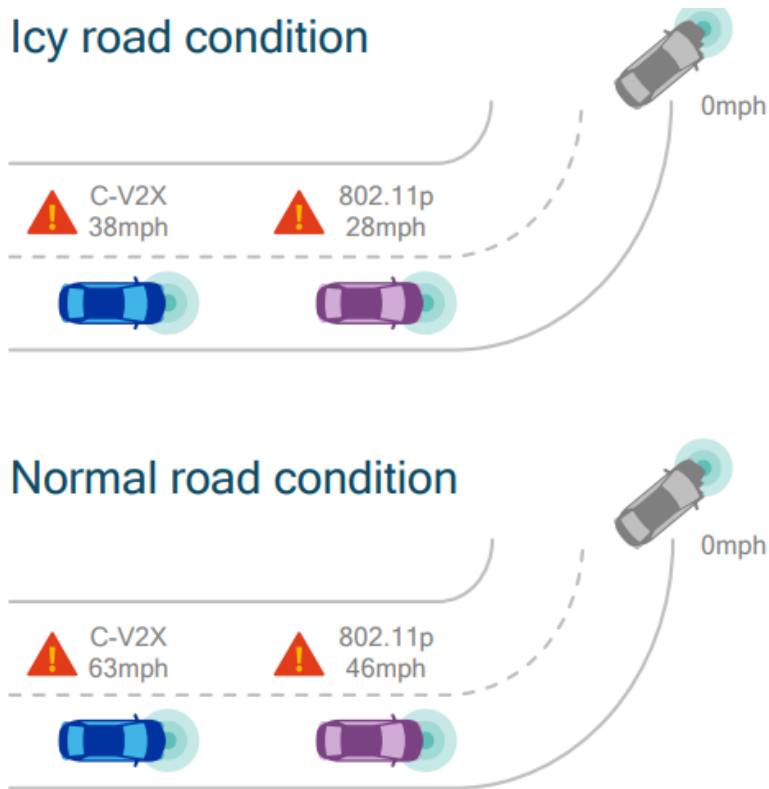 Icy road condition
0mph
C-V2X
38mph
802.11p
28mph
Normal road condition
0mph
C-V2X
63mph
802.11p
46mph